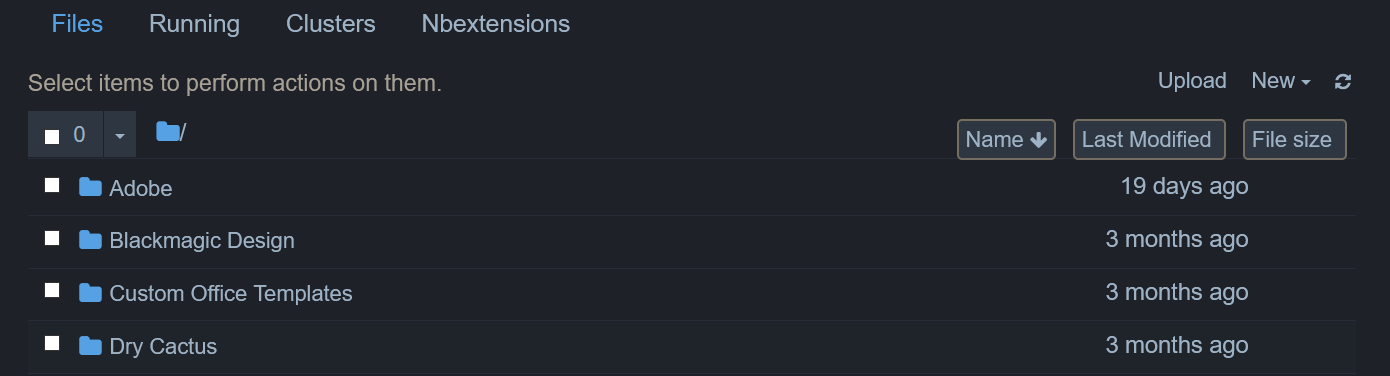 Files Running Clusters Nbextensions
Select items to perform actions on them. Upload New
0 / Name Last Modified File size
Adobe 19 days ago
Blackmagic Design 3 months ago
Custom Office Templates 3 months ago
Dry Cactus 3 months ago